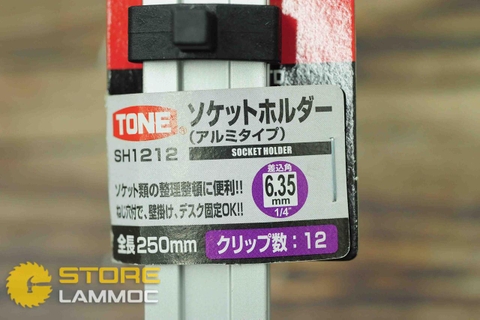 TONE
ソケットホルダー
(アルミタイプ)
SH1212
SOCKET HOLDER
ソケット類の整理整頓に便利!!
ねじ穴付で、壁掛け、デスク固定OK!!
差込角
6.35
mm
1/4"
全長250mm
クリップ数:12
STORE
LAMMOC